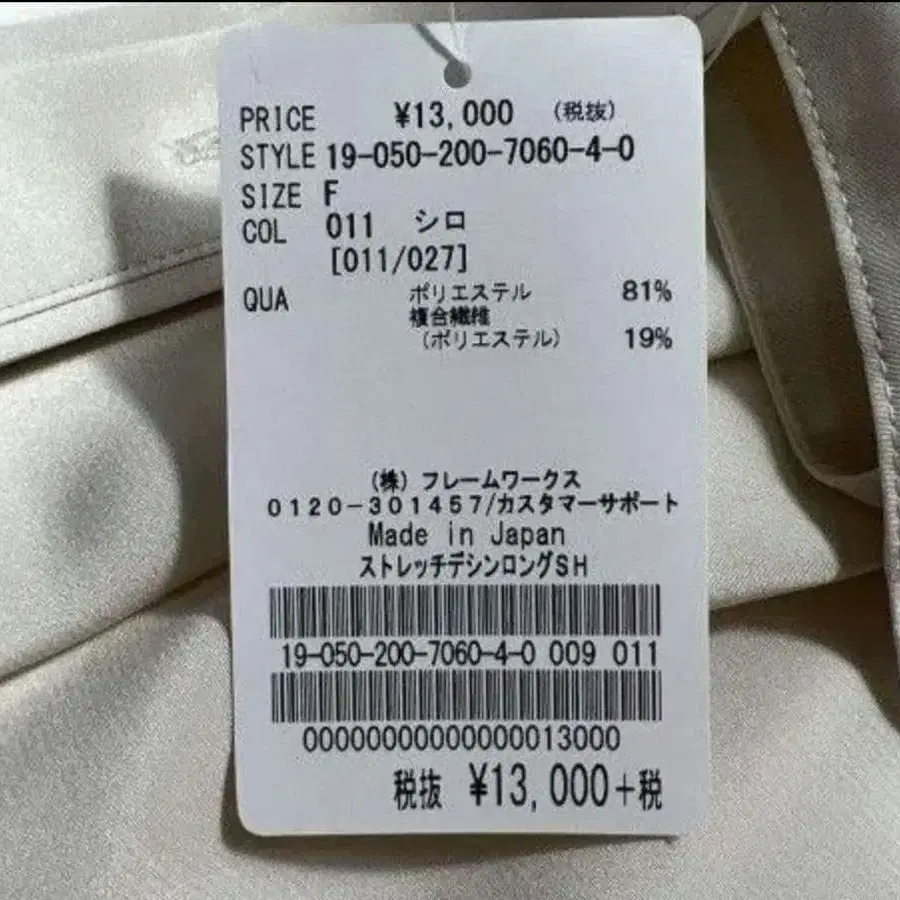 PRICE ¥13,000 (税抜)
STYLE 19-050-200-7060-4-0
SIZE F
COL 011 シロ
[011/027]
QUA ポリエステル 81%
複合繊維
(ポリエステル) 19%
(株) フレームワークス
0120-301457/カスタマーサポート
Made in Japan
ストレッチデシンロングSH
19-050-200-7060-4-0 009 011
00000000000000013000
税抜 ¥13,000+税